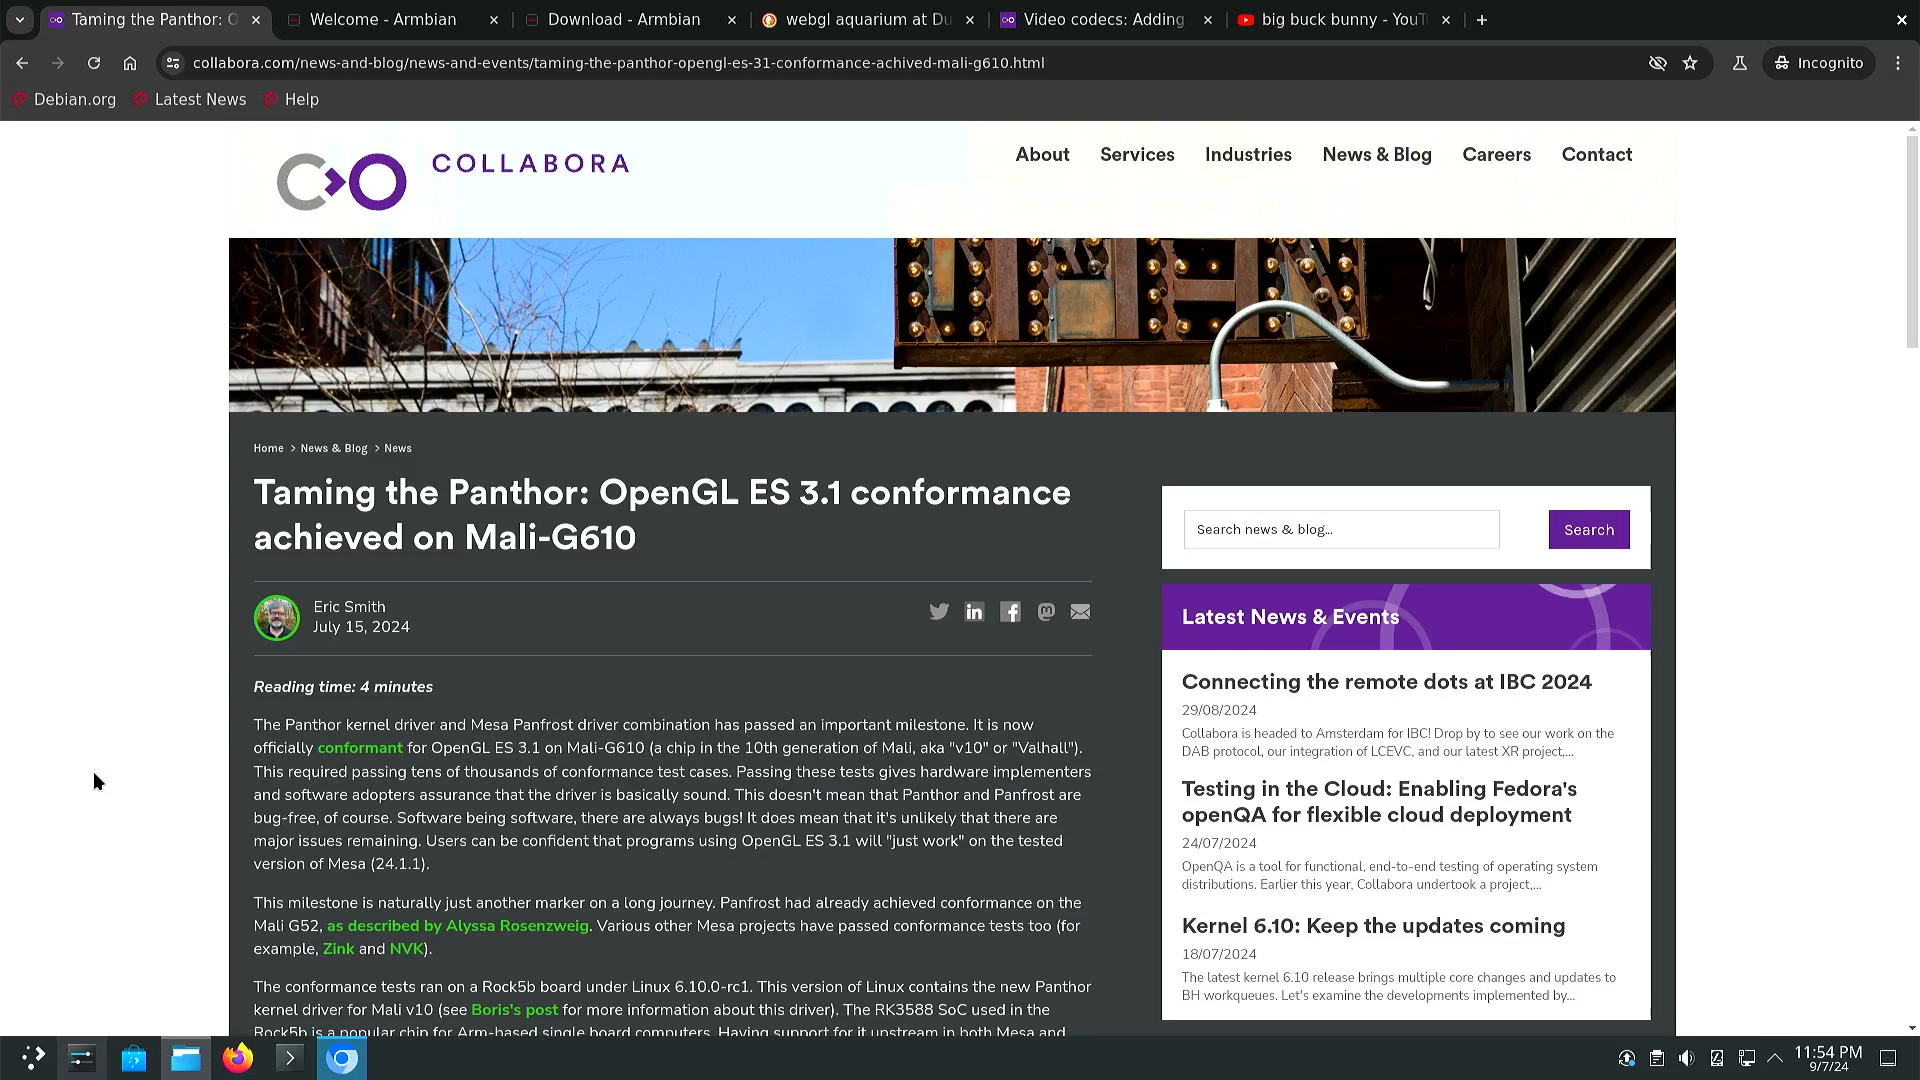 Taming the Panthor: O
Welcome - Armbian
Download - Armbian
webgl aquarium at Du
Video codecs: Adding
big buck bunny - YouT
collabora.com/news-and-blog/news-and-events/taming-the-panthor-opengl-es-31-conformance-achived-mali-g610.html
Incognito
Debian.org
Latest News
Help
COLLABORA
About
Services
Industries
News & Blog
Careers
Contact
Home > News & Blog > News
Taming the Panthor: OpenGL ES 3.1 conformance
achieved on Mali-G610
Eric Smith
July 15, 2024
Reading time: 4 minutes
The Panthor kernel driver and Mesa Panfrost driver combination has passed an important milestone. It is now
officially conformant for OpenGL ES 3.1 on Mali-G610 (a chip in the 10th generation of Mali, aka "v10" or "Valhall").
This required passing tens of thousands of conformance test cases. Passing these tests gives hardware implementers
and software adopters assurance that the driver is basically sound. This doesn't mean that Panthor and Panfrost are
bug-free, of course. Software being software, there are always bugs! It does mean that it's unlikely that there are
major issues remaining. Users can be confident that programs using OpenGL ES 3.1 will "just work" on the tested
version of Mesa (24.1.1).
This milestone is naturally just another marker on a long journey. Panfrost had already achieved conformance on the
Mali G52, as described by Alyssa Rosenzweig. Various other Mesa projects have passed conformance tests too (for
example, Zink and NVK).
The conformance tests ran on a Rock5b board under Linux 6.10.0-rc1. This version of Linux contains the new Panthor
kernel driver for Mali v10 (see Boris's post for more information about this driver). The RK3588 SoC used in the
Rock5b is a popular chip for Arm-based single board computers. Having support for it upstream in both Mesa and
Search news & blog...
Search
Latest News & Events
Connecting the remote dots at IBC 2024
29/08/2024
Collabora is headed to Amsterdam for IBC! Drop by to see our work on the
DAB protocol, our integration of LCEVC, and our latest XR project,...
Testing in the Cloud: Enabling Fedora's
openQA for flexible cloud deployment
24/07/2024
OpenQA is a tool for functional, end-to-end testing of operating system
distributions. Earlier this year, Collabora undertook a project,...
Kernel 6.10: Keep the updates coming
18/07/2024
The latest kernel 6.10 release brings multiple core changes and updates to
BH workqueues. Let's examine the developments implemented by...
11:54 PM
9/7/24